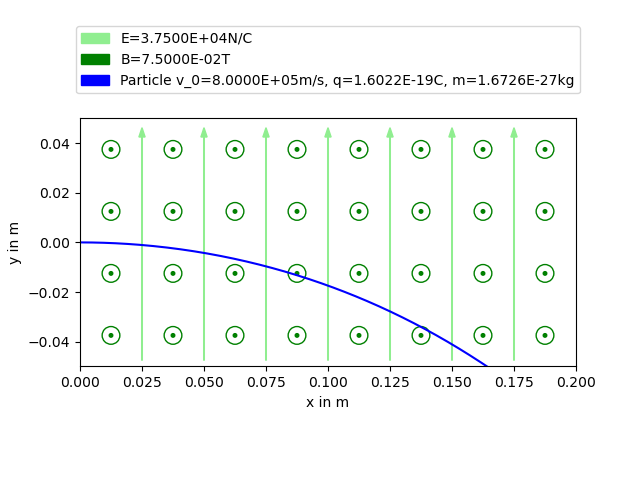 E=3.7500E+04N/C
B=7.5000E-02T
Particle v_0=8.0000E+05m/s, q=1.6022E-19C, m=1.6726E-27kg
0.04
0.02
0.00
−0.02
−0.04
y in m
0.000 0.025 0.050 0.075 0.100 0.125 0.150 0.175 0.200
x in m